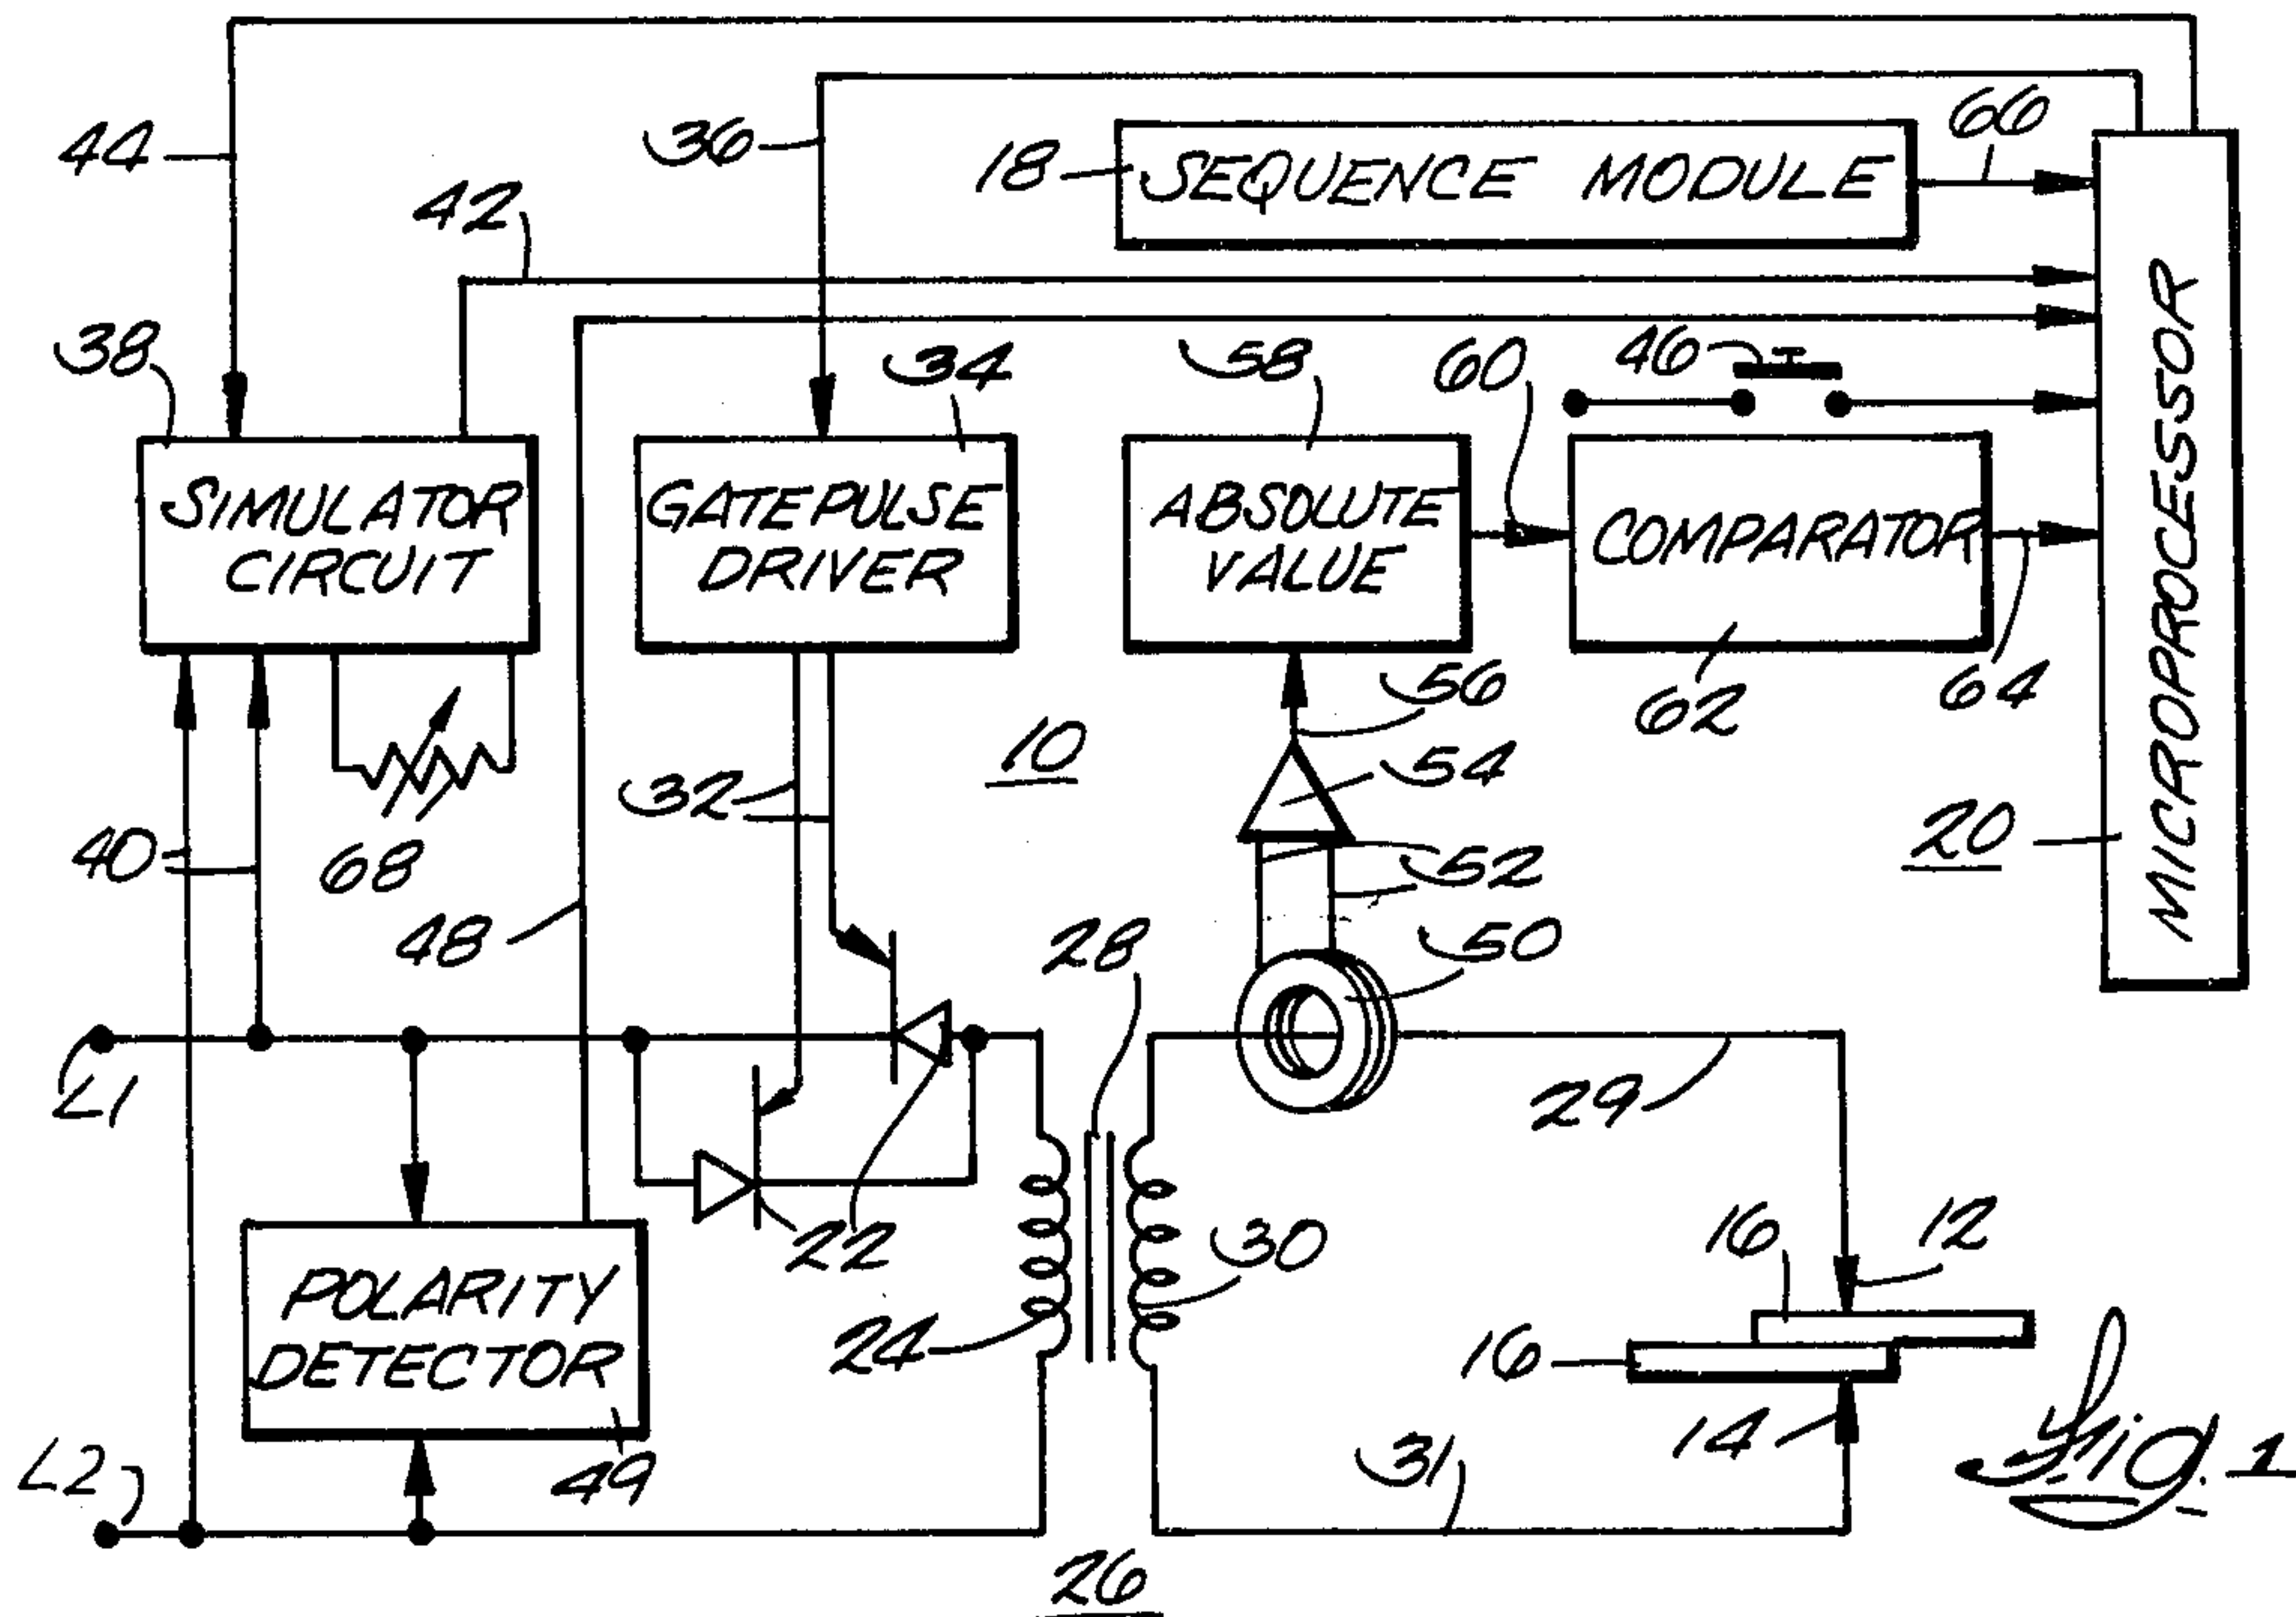 44
36
18
SEQUENCE MODULE
66
42
38
34
58
60
46
MICROPROCESSOR
SIMULATOR
CIRCUIT
GATE PULSE
DRIVER
ABSOLUTE
VALUE
COMPARATOR
56
62
64
10
54
32
20
40
68
52
48
28
50
L1
29
22
30
16
12
POLARITY
DETECTOR
24
16
14
49
31
L2
Fig. 1
26